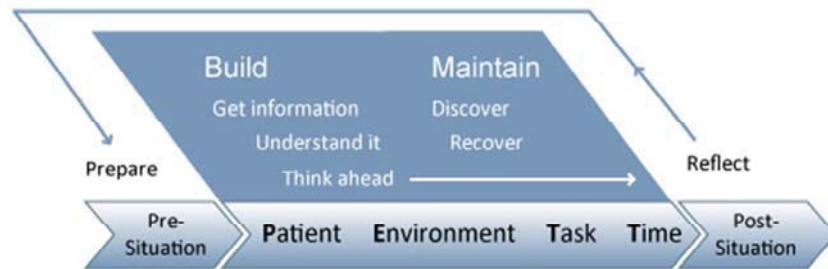 Build
Maintain
Get information
Discover
Understand it
Recover
Think ahead
Prepare
Reflect
Pre-
Situation
Patient Environment Task Time
Post-
Situation